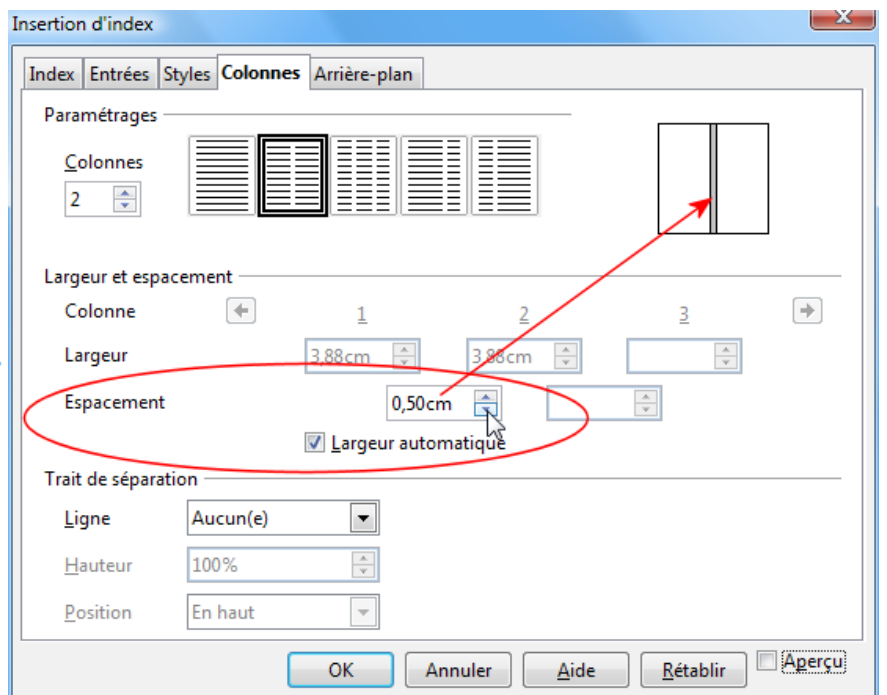 Insertion d'index
Index Entrées Styles Colonnes Arrière-plan
Paramétrages
Colonnes
2
Largeur et espacement
Colonne 1 2 3
Largeur 3,88cm 3,88cm
Espacement 0,50cm
Largeur automatique
Trait de séparation
Ligne Aucun(e)
Hauteur 100%
Position En haut
OK Annuler Aide Rétablir Aperçu